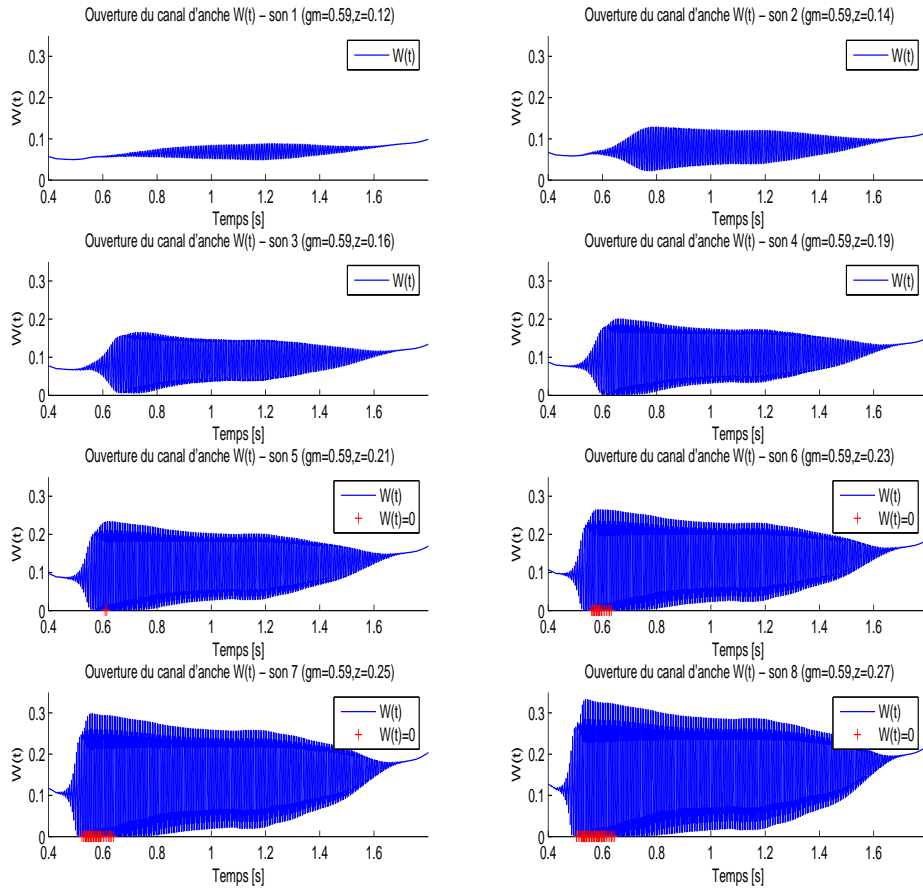 Ouverture du canal d'anche W(t) – son 1 (gm=0.59,z=0.12)
W(t)
0.3
0.2
0.1
0
W(t)
0.4 0.6 0.8 1 1.2 1.4 1.6
Temps [s]
Ouverture du canal d'anche W(t) – son 2 (gm=0.59,z=0.14)
W(t)
0.3
0.2
0.1
0
W(t)
0.4 0.6 0.8 1 1.2 1.4 1.6
Temps [s]
Ouverture du canal d'anche W(t) – son 3 (gm=0.59,z=0.16)
W(t)
0.3
0.2
0.1
0
W(t)
0.4 0.6 0.8 1 1.2 1.4 1.6
Temps [s]
Ouverture du canal d'anche W(t) – son 4 (gm=0.59,z=0.19)
W(t)
0.3
0.2
0.1
0
W(t)
0.4 0.6 0.8 1 1.2 1.4 1.6
Temps [s]
Ouverture du canal d'anche W(t) – son 5 (gm=0.59,z=0.21)
W(t)
W(t)=0
0.3
0.2
0.1
0
W(t)
0.4 0.6 0.8 1 1.2 1.4 1.6
Temps [s]
Ouverture du canal d'anche W(t) – son 6 (gm=0.59,z=0.23)
W(t)
W(t)=0
0.3
0.2
0.1
0
W(t)
0.4 0.6 0.8 1 1.2 1.4 1.6
Temps [s]
Ouverture du canal d'anche W(t) – son 7 (gm=0.59,z=0.25)
W(t)
W(t)=0
0.3
0.2
0.1
0
W(t)
0.4 0.6 0.8 1 1.2 1.4 1.6
Temps [s]
Ouverture du canal d'anche W(t) – son 8 (gm=0.59,z=0.27)
W(t)
W(t)=0
0.3
0.2
0.1
0
W(t)
0.4 0.6 0.8 1 1.2 1.4 1.6
Temps [s]